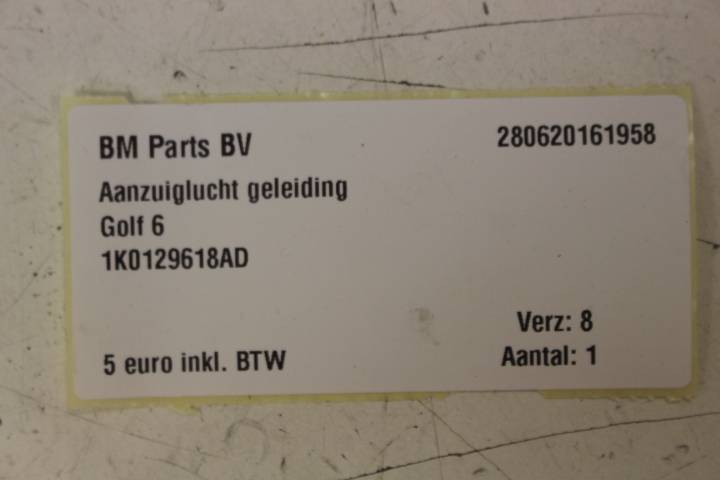 BM Parts BV
280620161958
Aanzuiglucht geleiding
Golf 6
1K0129618AD
Verz: 8
5 euro inkl. BTW
Aantal: 1